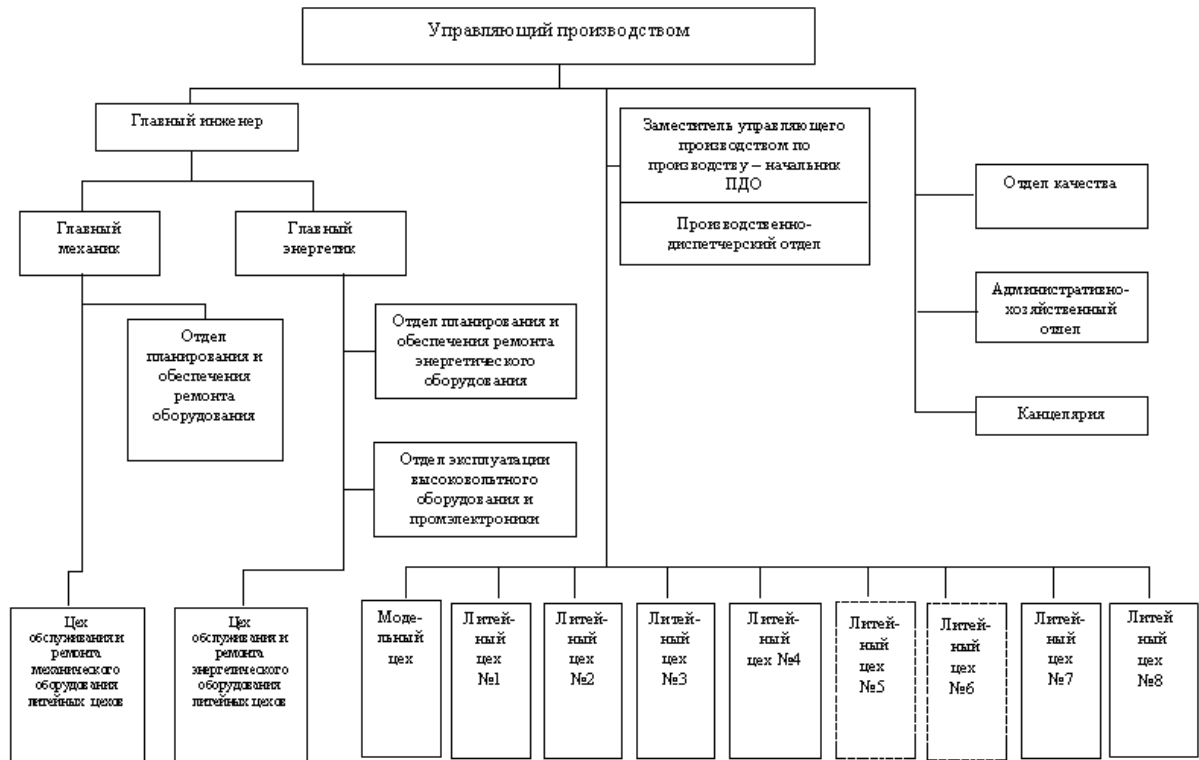 Управляющий производством
Главный инженер
Заместитель управляющего
производством по
производству – начальник
ПДО
Производственно-
диспетчерский отдел
Отдел качества
Главный
механик
Главный
энергетик
Административно-
хозяйственный
отдел
Отдел
планирования и
обеспечения
ремонта
оборудования
Отдел планирования и
обеспечения ремонта
энергетического
оборудования
Канцелярия
Отдел эксплуатации
высоковольтного
оборудования и
промэлектроники
Цех
обслуживания и
ремонта
механического
оборудования
литейных цехов
Цех
обслуживания и
ремонта
энергетического
оборудования
литейных цехов
Моде-
льный
цех
Литей-
ный
цех
№1
Литей-
ный
цех
№2
Литей-
ный
цех
№3
Литей-
ный
цех №4
Литей-
ный
цех
№5
Литей-
ный
цех
№6
Литей-
ный
цех
№7
Литей
ный
цех
№8